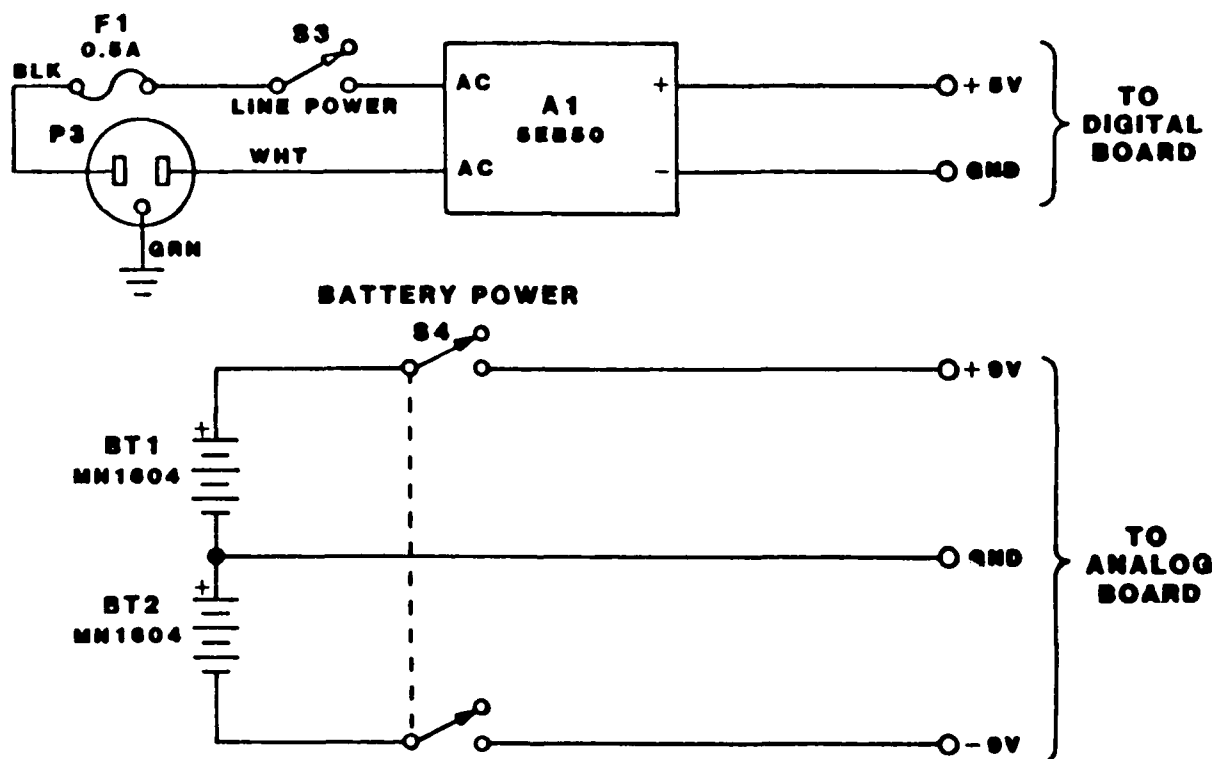 F1
0.5A
S3
BLK
LINE POWER
P3
WHT
GRN
AC
AC
A1
5EB50
+
-
+5V
GND
TO
DIGITAL
BOARD
BATTERY POWER
S4
+9V
+
BT1
MN1604
GND
+
BT2
MN1604
-9V
TO
ANALOG
BOARD